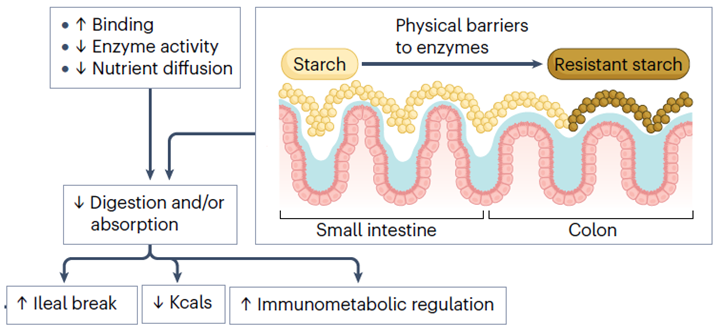 • ↑ Binding
• ↓ Enzyme activity
• ↓ Nutrient diffusion
Physical barriers
to enzymes
Starch
Resistant starch
Small intestine
Colon
↓ Digestion and/or
absorption
↑ Ileal break
↓ Kcals
↑ Immunometabolic regulation